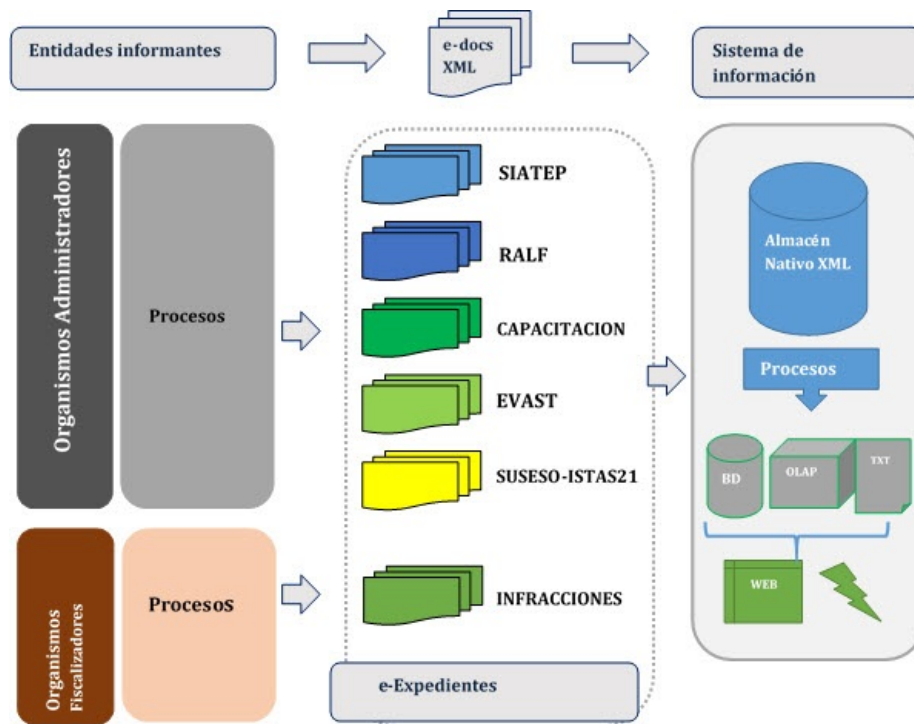 Entidades informantes
e-docs
XML
Sistema de
información
Organismos Administradores
Procesos
SIATEP
RALF
CAPACITACION
EVAST
SUSESO-ISTAS21
Organismos
Fiscalizadores
Procesos
INFRACCIONES
e-Expedientes
Almacén
Nativo XML
Procesos
BD
OLAP
TXT
WEB